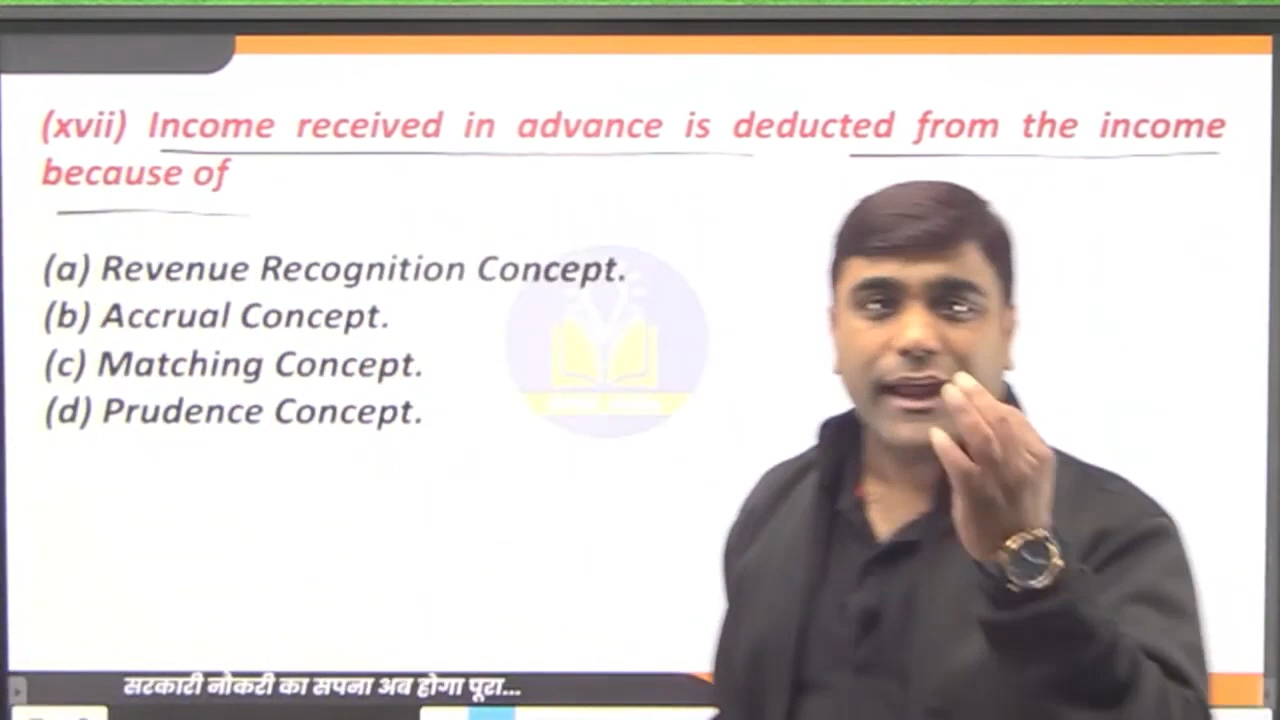 (xvii) Income received in advance is deducted from the income
because of
(a) Revenue Recognition Concept.
(b) Accrual Concept.
(c) Matching Concept.
(d) Prudence Concept.
सरकारी नोकरी का सपना अब होगा पूरा...